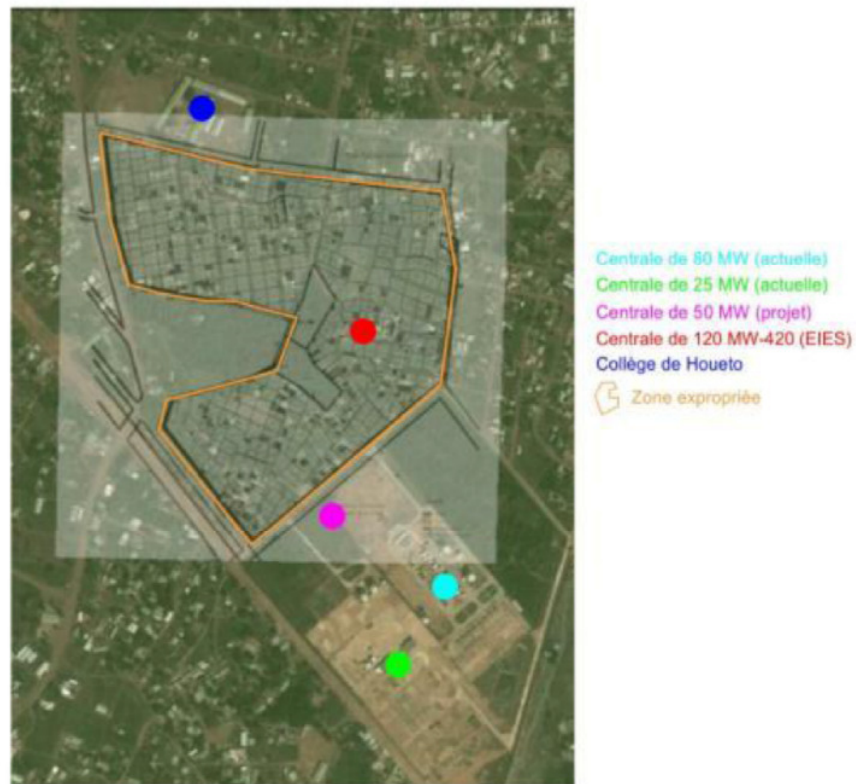 Centrale de 80 MW (actuelle)
Centrale de 25 MW (actuelle)
Centrale de 50 MW (projet)
Centrale de 120 MW-420 (EIES)
Collège de Houeto
Zone expropriée